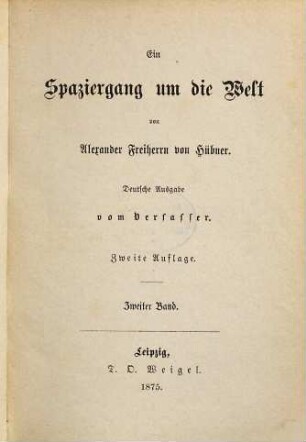 Ein
Spaziergang um die Welt
von
Alexander Freiherrn von Hübner.
Deutsche Ausgabe
vom Verfasser.
Zweite Auflage.
Zweiter Band.
Leipzig,
T. O. Weigel.
1875.